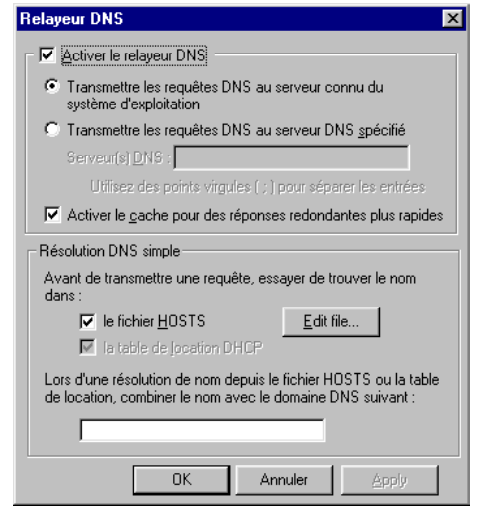 Relayeur DNS
Activer le relayeur DNS
Transmettre les requêtes DNS au serveur connu du
système d'exploitation
Transmettre les requêtes DNS au serveur DNS spécifié
Serveur(s) DNS :
Utilisez des points virgules ( ; ) pour séparer les entrées
Activer le cache pour des réponses redondantes plus rapides
Résolution DNS simple
Avant de transmettre une requête, essayer de trouver le nom
dans :
le fichier HOSTS
Edit file...
la table de location DHCP
Lors d'une résolution de nom depuis le fichier HOSTS ou la table
de location, combiner le nom avec le domaine DNS suivant :
OK
Annuler
Apply